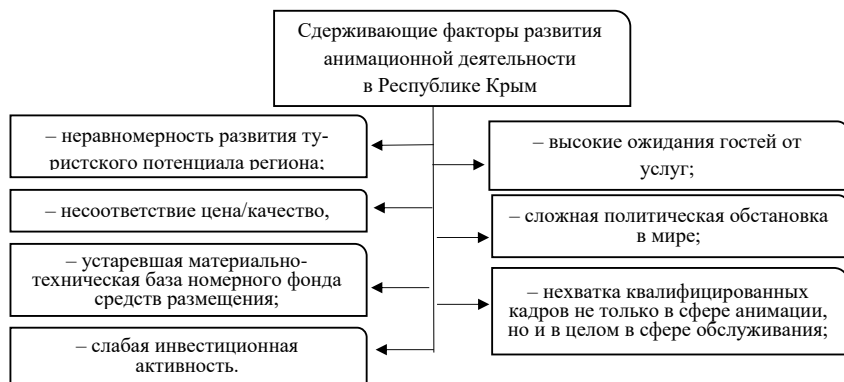 Сдерживающие факторы развития
анимационной деятельности
в Республике Крым
– неравномерность развития ту-
ристского потенциала региона;
– несоответствие цена/качество,
– устаревшая материально-
техническая база номерного фонда
средств размещения;
– слабая инвестиционная
активность.
– высокие ожидания гостей от
услуг;
– сложная политическая обстановка
в мире;
– нехватка квалифицированных
кадров не только в сфере анимации,
но и в целом в сфере обслуживания;